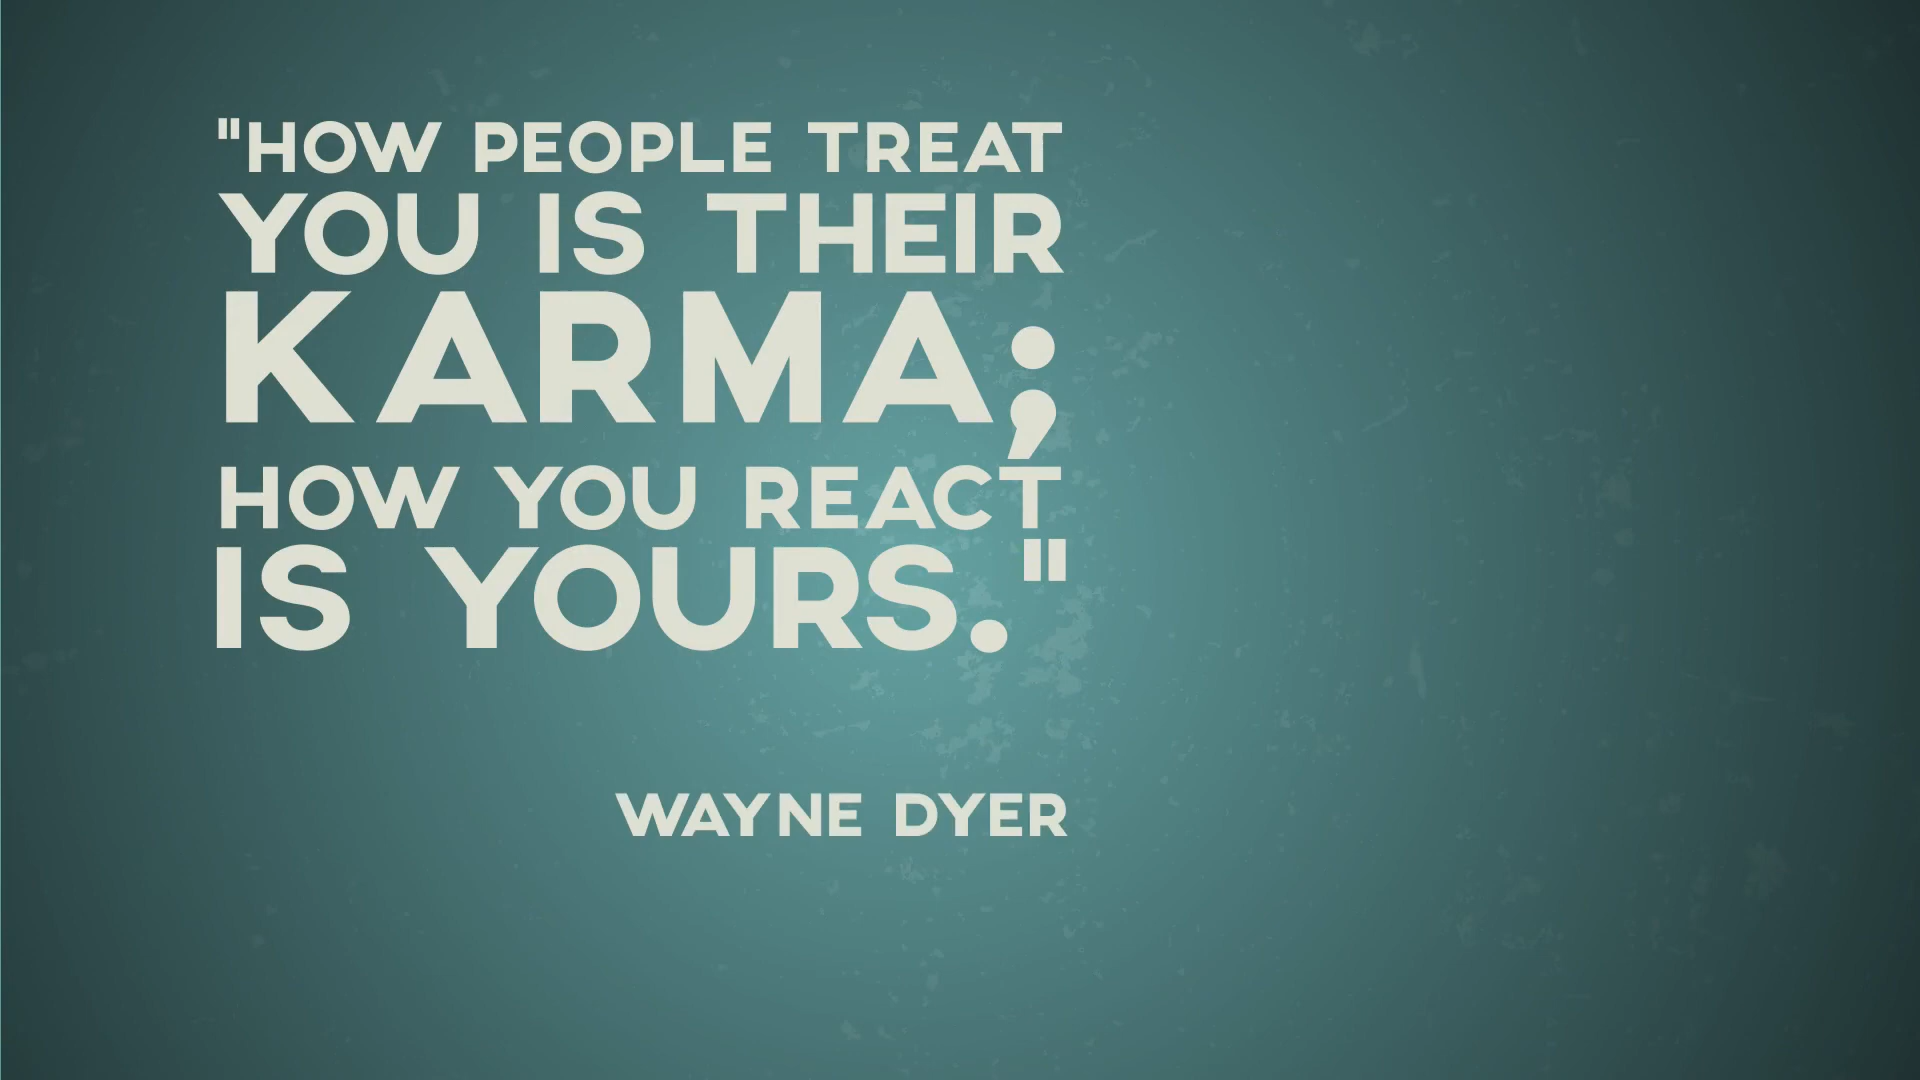 "HOW PEOPLE TREAT
YOU IS THEIR
KARMA;
HOW YOU REACT
IS YOURS."
WAYNE DYER